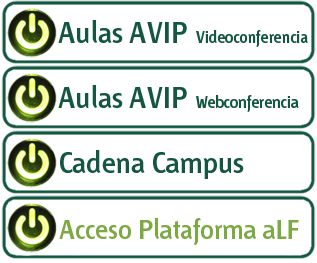 Aulas AVIP Videoconferencia
Aulas AVIP Webconferencia
Cadena Campus
Acceso Plataforma aLF